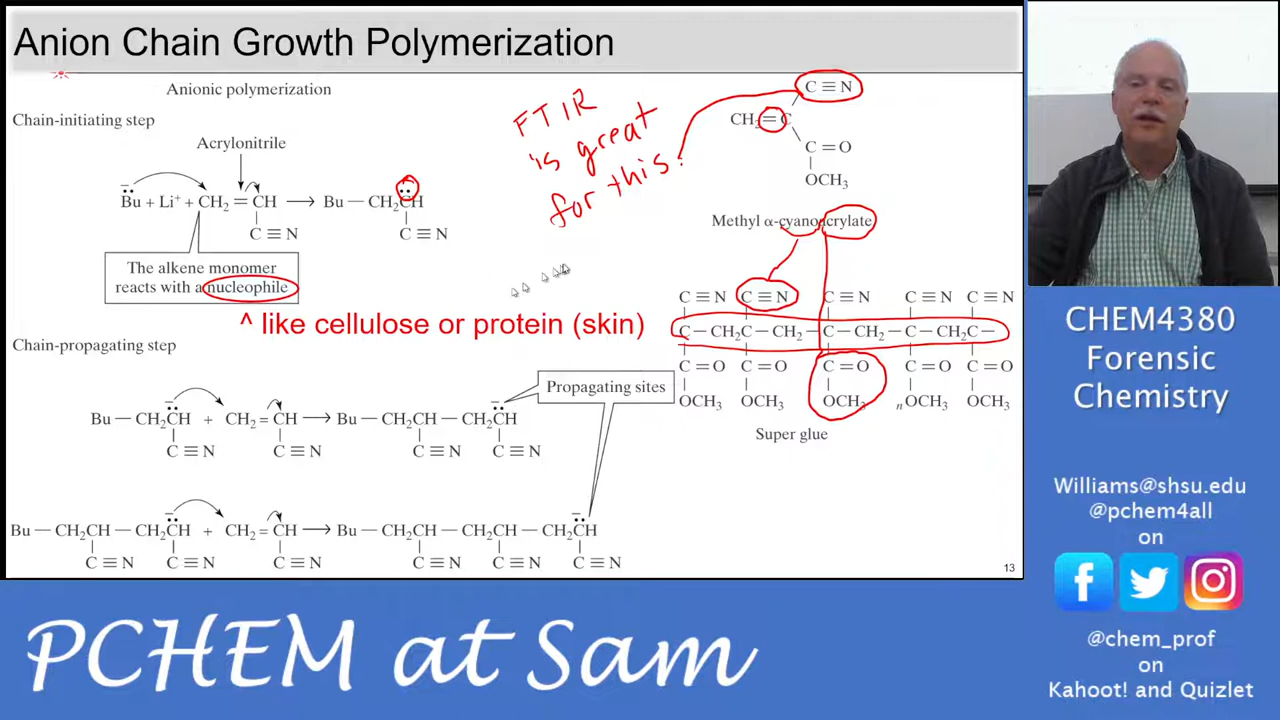 Anion Chain Growth Polymerization
Anionic polymerization
Chain-initiating step
Acrylonitrile
Bu + Li⁺ + CH₂ = CH ⟶ Bu — CH₂CH
C ≡ N
C ≡ N
The alkene monomer
reacts with a nucleophile
^ like cellulose or protein (skin)
Chain-propagating step
Bu — CH₂CH + CH₂ = CH ⟶ Bu — CH₂CH — CH₂CH
C ≡ N
C ≡ N
C ≡ N
C ≡ N
Propagating sites
Bu — CH₂CH — CH₂CH + CH₂ = CH ⟶ Bu — CH₂CH — CH₂CH — CH₂CH
C ≡ N
C ≡ N
C ≡ N
C ≡ N
C ≡ N
C ≡ N
FTIR
is great
for this.
C ≡ N
CH₂ = C
C = O
OCH₃
Methyl α-cyanoacrylate
C ≡ N C ≡ N C ≡ N C ≡ N C ≡ N
C — CH₂C — CH₂ — C — CH₂ — C — CH₂C —
C = O C = O C = O C = O C = O
OCH₃ OCH₃ OCH₃ ₙOCH₃ OCH₃
Super glue
13
CHEM4380
Forensic
Chemistry
Williams@shsu.edu
@pchem4all
on
f
@chem_prof
on
Kahoot! and Quizlet
PCHEM at Sam